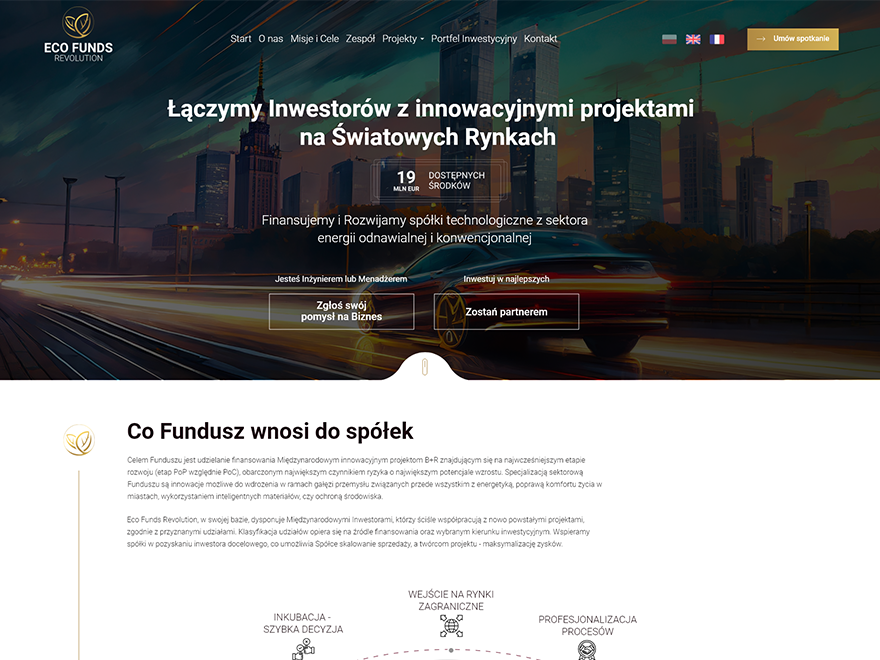 ECO FUNDS
REVOLUTION
Start O nas Misje i Cele Zespół Projekty Portfel Inwestycyjny Kontakt
Umów spotkanie
Łączymy Inwestorów z innowacyjnymi projektami
na Światowych Rynkach
19
MLN EUR
DOSTĘPNYCH
ŚRODKÓW
Finansujemy i Rozwijamy spółki technologiczne z sektora
energii odnawialnej i konwencjonalnej
Jesteś Inżynierem lub Menadżerem
Zgłoś swój
pomysł na Biznes
Inwestuj w najlepszych
Zostań partnerem
Co Fundusz wnosi do spółek
Celem Funduszu jest udzielanie finansowania Międzynarodowym innowacyjnym projektom B+R znajdującym się na najwcześniejszym etapie
rozwoju (etap PoP względnie PoC), obarczonym największym czynnikiem ryzyka o największym potencjale wzrostu. Specjalizacją sektorową
Funduszu są innowacje możliwe do wdrożenia w ramach gałęzi przemysłu związanych przede wszystkim z energetyką, poprawą komfortu życia w
miastach, wykorzystaniem inteligentnych materiałów, czy ochroną środowiska.
Eco Funds Revolution, w swojej bazie, dysponuje Międzynarodowymi Inwestorami, którzy ściśle współpracują z nowo powstałymi projektami,
zgodnie z przyznanymi udziałami. Klasyfikacja udziałów opiera się na źródle finansowania oraz wybranym kierunku inwestycyjnym. Wspieramy
spółki w pozyskaniu inwestora docelowego, co umożliwia Spółce skalowanie sprzedaży, a twórcom projektu - maksymalizację zysków.
WEJŚCIE NA RYNKI
ZAGRANICZNE
INKUBACJA -
SZYBKA DECYZJA
PROFESJONALIZACJA
PROCESÓW